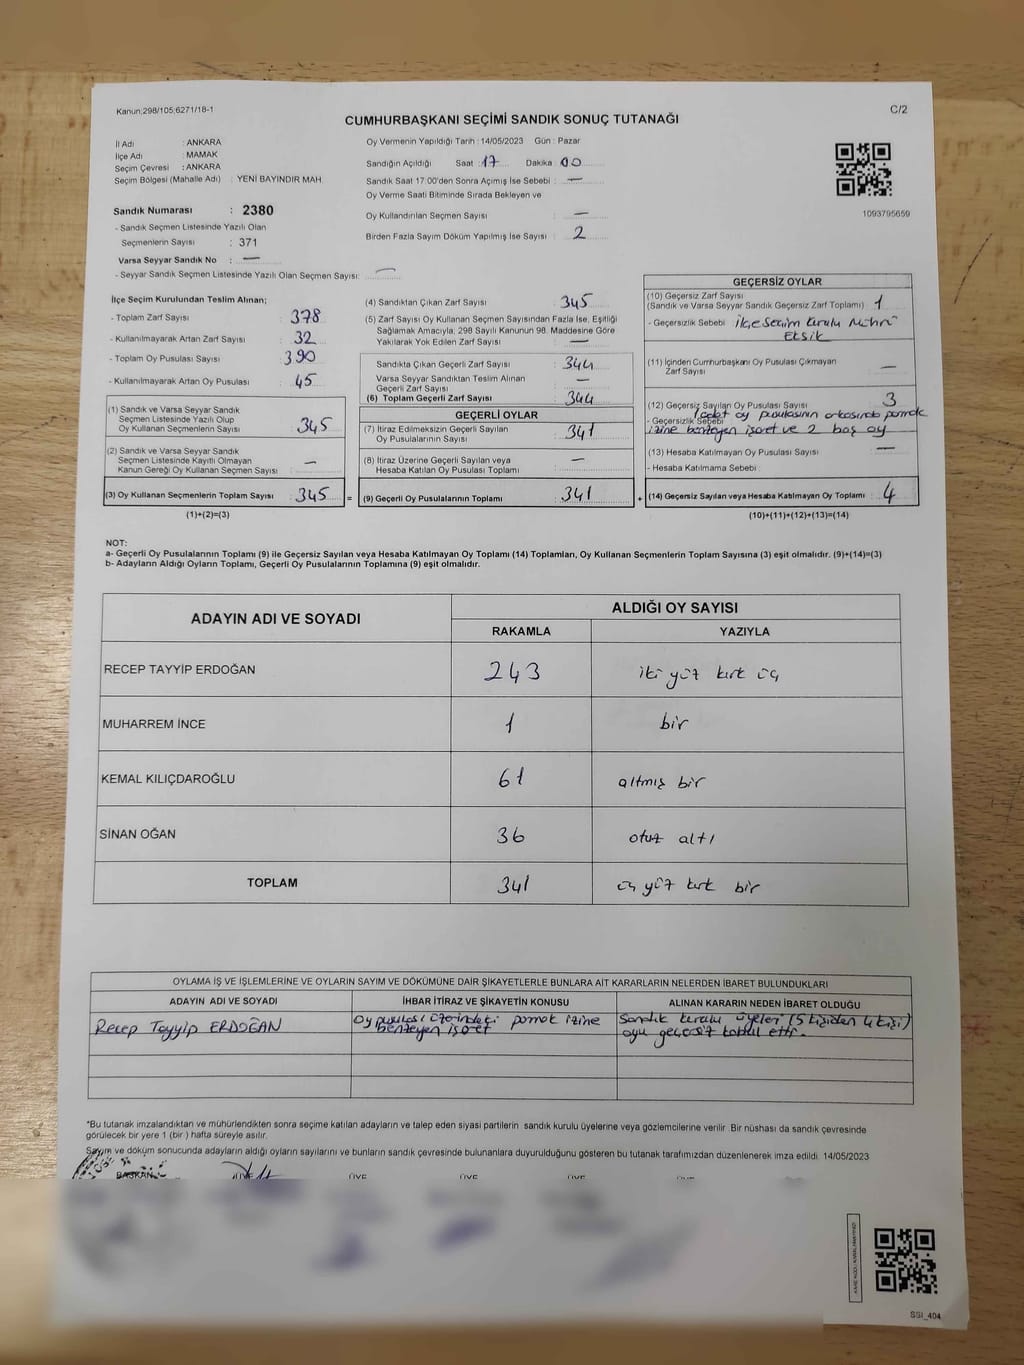 Kanun;298/105;6271/18-1
C/2
CUMHURBAŞKANI SEÇİMİ SANDIK SONUÇ TUTANAĞI
İl Adı : ANKARA
İlçe Adı : MAMAK
Seçim Çevresi : ANKARA
Seçim Bölgesi (Mahalle Adı) : YENİ BAYINDIR MAH.
Sandık Numarası : 2380
- Sandık Seçmen Listesinde Yazılı Olan
Seçmenlerin Sayısı : 371
Varsa Seyyar Sandık No : —
- Seyyar Sandık Seçmen Listesinde Yazılı Olan Seçmen Sayısı: —
Oy Vermenin Yapıldığı Tarih : 14/05/2023 Gün : Pazar
Sandığın Açıldığı Saat : 17 Dakika : 00
Sandık Saat 17:00'den Sonra Açımış İse Sebebi : —
Oy Verme Saati Bitiminde Sırada Bekleyen ve
Oy Kullandırılan Seçmen Sayısı : —
Birden Fazla Sayım Döküm Yapılmış İse Sayısı : 2
1093795659
İlçe Seçim Kurulundan Teslim Alınan;
- Toplam Zarf Sayısı : 378
- Kullanılmayarak Artan Zarf Sayısı : 32
- Toplam Oy Pusulası Sayısı : 390
- Kullanılmayarak Artan Oy Pusulası : 45
(1) Sandık ve Varsa Seyyar Sandık
Seçmen Listesinde Yazılı Olup
Oy Kullanan Seçmenlerin Sayısı : 345
(2) Sandık ve Varsa Seyyar Sandık
Seçmen Listesinde Kayıtlı Olmayan
Kanun Gereği Oy Kullanan Seçmen Sayısı : —
(3) Oy Kullanan Seçmenlerin Toplam Sayısı : 345 =
(1)+(2)=(3)
(4) Sandıktan Çıkan Zarf Sayısı : 345
(5) Zarf Sayısı Oy Kullanan Seçmen Sayısından Fazla İse, Eşitliği
Sağlamak Amacıyla, 298 Sayılı Kanunun 98. Maddesine Göre
Yakılarak Yok Edilen Zarf Sayısı : —
Sandıkta Çıkan Geçerli Zarf Sayısı : 344
Varsa Seyyar Sandıktan Teslim Alınan
Geçerli Zarf Sayısı : —
(6) Toplam Geçerli Zarf Sayısı : 344
GEÇERLİ OYLAR
(7) İtiraz Edilmeksizin Geçerli Sayılan
Oy Pusulalarının Sayısı : 341
(8) İtiraz Üzerine Geçerli Sayılan veya
Hesaba Katılan Oy Pusulası Toplamı : —
(9) Geçerli Oy Pusulalarının Toplamı : 341 +
GEÇERSİZ OYLAR
(10) Geçersiz Zarf Sayısı
(Sandık ve Varsa Seyyar Sandık Geçersiz Zarf Toplamı) : 1
- Geçersizlik Sebebi : ilçe Seçim Kurulu Mührü
Eksik
(11) İçinden Cumhurbaşkanı Oy Pusulası Çıkmayan
Zarf Sayısı : —
(12) Geçersiz Sayılan Oy Pusulası Sayısı : 3
- Geçersizlik Sebebi 1 adet oy pusulasının arkasında parmak
izine benzeyen işaret ve 2 boş oy
(13) Hesaba Katılmayan Oy Pusulası Sayısı : —
- Hesaba Katılmama Sebebi :
(14) Geçersiz Sayılan veya Hesaba Katılmayan Oy Toplamı : 4
(10)+(11)+(12)+(13)=(14)
NOT:
a- Geçerli Oy Pusulalarının Toplamı (9) ile Geçersiz Sayılan veya Hesaba Katılmayan Oy Toplamı (14) Toplamları, Oy Kullanan Seçmenlerin Toplam Sayısına (3) eşit olmalıdır. (9)+(14)=(3)
b- Adayların Aldığı Oyların Toplamı, Geçerli Oy Pusulalarının Toplamına (9) eşit olmalıdır.
ADAYIN ADI VE SOYADI ALDIĞI OY SAYISI
RAKAMLA YAZIYLA
RECEP TAYYİP ERDOĞAN 243 iki yüz kırk üç
MUHARREM İNCE 1 bir
KEMAL KILIÇDAROĞLU 61 altmış bir
SİNAN OĞAN 36 otuz altı
TOPLAM 341 üç yüz kırk bir
OYLAMA İŞ VE İŞLEMLERİNE VE OYLARIN SAYIM VE DÖKÜMÜNE DAİR ŞİKAYETLERLE BUNLARA AİT KARARLARIN NELERDEN İBARET BULUNDUKLARI
ADAYIN ADI VE SOYADI İHBAR İTİRAZ VE ŞİKAYETİN KONUSU ALINAN KARARIN NEDEN İBARET OLDUĞU
Recep Tayyip ERDOĞAN Oy pusulası üzerindeki parmak izine benzeyen işaret Sandık kurulu üyeleri (5 kişiden 4 kişi) oyu geçersiz kabul etti.
*Bu tutanak imzalandıktan ve mühürlendikten sonra seçime katılan adayların ve talep eden siyasi partilerin sandık kurulu üyelerine veya gözlemcilerine verilir. Bir nüshası da sandık çevresinde
görülecek bir yere 1 (bir) hafta süreyle asılır.
Sayım ve döküm sonucunda adayların aldığı oyların sayılarını ve bunların sandık çevresinde bulunanlara duyurulduğunu gösteren bu tutanak tarafımızdan düzenlenerek imza edildi. 14/05/2023
BAŞKAN ÜYE ÜYE ÜYE ÜYE ÜYE
SSI_404